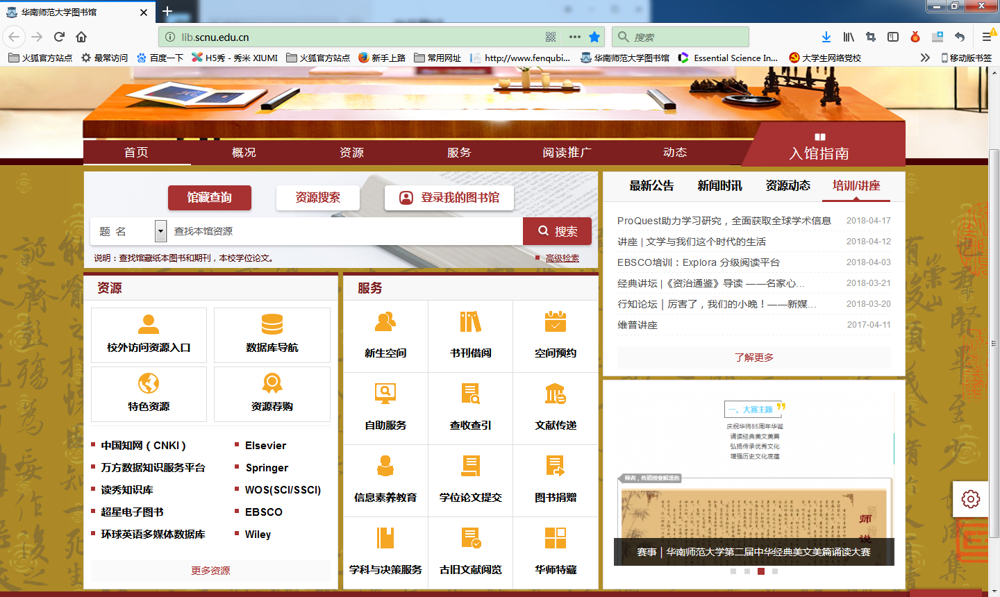 华南师范大学图书馆
lib.scnu.edu.cn
搜索
火狐官方站点
最常访问
百度一下
H5秀 - 秀米 XIUMI
火狐官方站点
新手上路
常用网址
http://www.fenqubi...
华南师范大学图书馆
Essential Science In...
大学生网络党校
移动版书签
首页
概况
资源
服务
阅读推广
动态
入馆指南
馆藏查询
资源搜索
登录我的图书馆
题 名
查找本馆资源
搜索
说明：查找馆藏纸本图书和期刊，本校学位论文。
高级检索
最新公告
新闻时讯
资源动态
培训/讲座
ProQuest助力学习研究，全面获取全球学术信息 2018-04-17
讲座 | 文学与我们这个时代的生活 2018-04-12
EBSCO培训：Explora 分级阅读平台 2018-04-03
经典讲坛 |《资治通鉴》导读 ——名家心... 2018-03-21
行知论坛 | 厉害了，我们的小晚！——新媒... 2018-03-20
维普讲座 2017-04-11
了解更多
资源
校外访问资源入口
数据库导航
特色资源
资源荐购
中国知网（CNKI）
Elsevier
万方数据知识服务平台
Springer
读秀知识库
WOS(SCI/SSCI)
超星电子图书
EBSCO
环球英语多媒体数据库
Wiley
更多资源
服务
新生空间
书刊借阅
空间预约
自助服务
查收查引
文献传递
信息素养教育
学位论文提交
图书捐赠
学科与决策服务
古旧文献阅览
华师特藏
一、大赛主题
庆祝华师85周年华诞
诵读经典美文美篇
弘扬传承优秀文化
增强历史文化底蕴
师者，传道授业解惑也
师说
赛事 | 华南师范大学第二届中华经典美文美篇诵读大赛